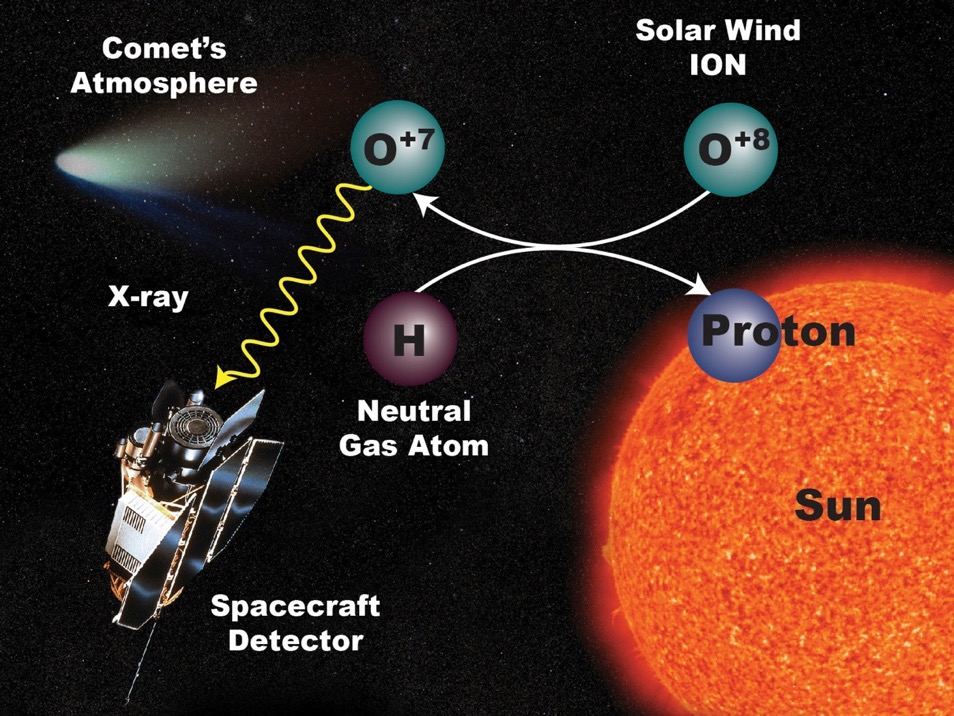 Comet’s
Atmosphere
Solar Wind
ION
O+7
O+8
X-ray
H
Proton
Neutral
Gas Atom
Sun
Spacecraft
Detector